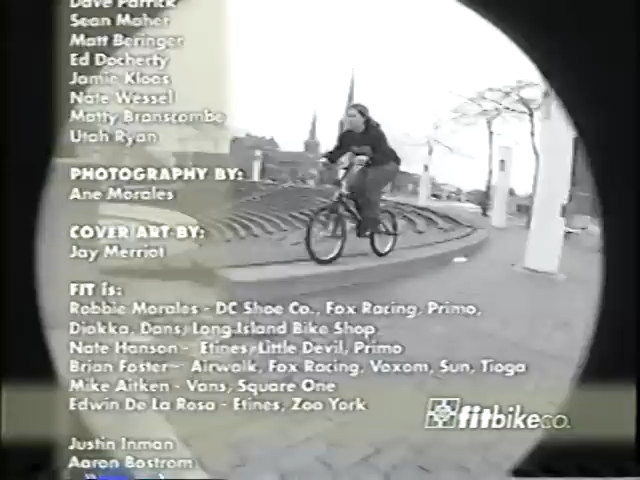 Dave Parrick
Sean Maher
Matt Beringer
Ed Docherty
Jamie Kloos
Nate Wessel
Matty Branscombe
Utah Ryan
PHOTOGRAPHY BY:
Ane Morales
COVER ART BY:
Jay Merriot
FIT is:
Robbie Morales - DC Shoe Co., Fox Racing, Primo,
Diakka, Dans, Long Island Bike Shop
Nate Hanson - Etines, Little Devil, Primo
Brian Foster - Airwalk, Fox Racing, Voxom, Sun, Tioga
Mike Aitken - Vans, Square One
Edwin De La Rosa - Etines, Zoo York
fitbikeco.
Justin Inman
Aaron Bostrom